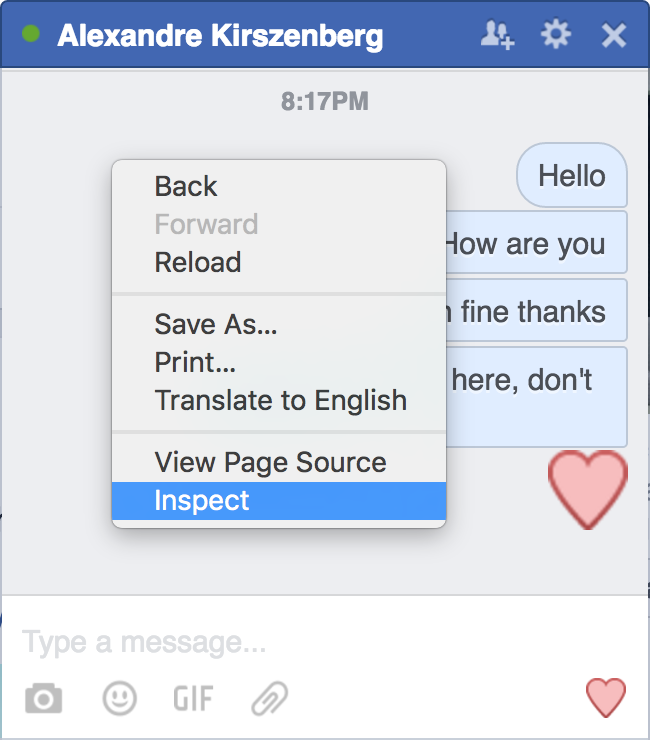 Alexandre Kirszenberg
8:17PM
Hello
How are you
fine thanks
here, don't
Back
Forward
Reload
Save As...
Print...
Translate to English
View Page Source
Inspect
Type a message...
GIF